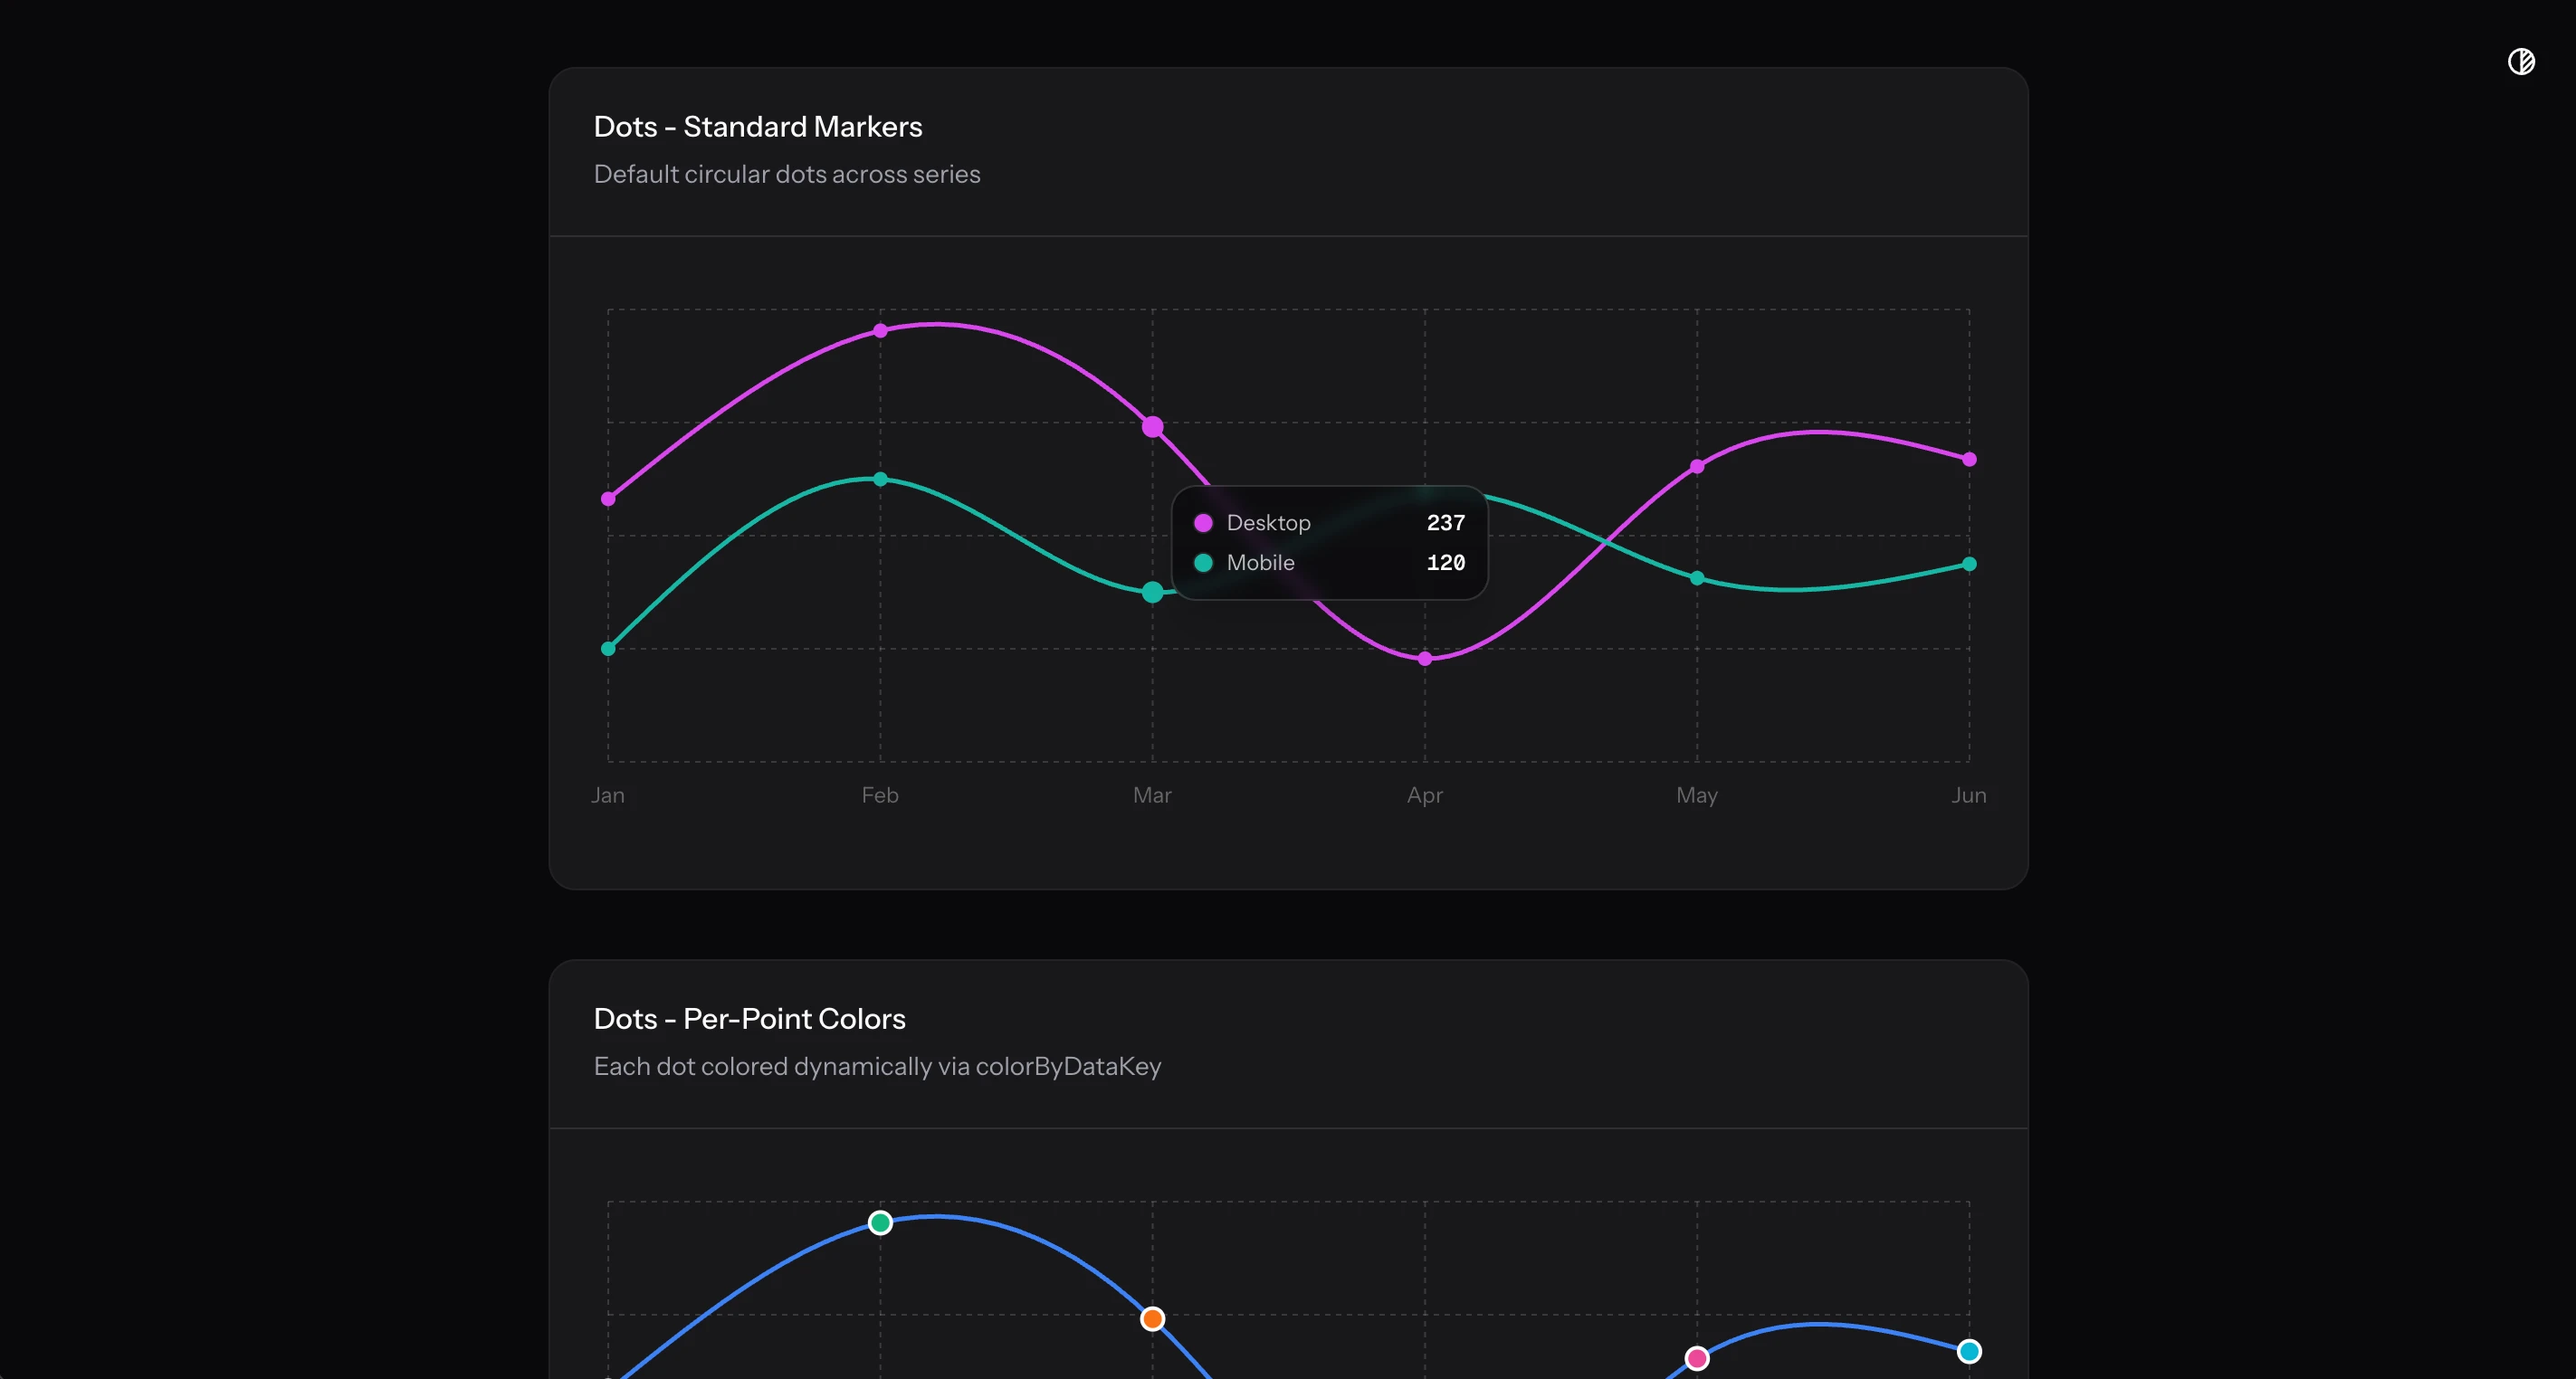 Dots - Standard Markers
Default circular dots across series
Desktop 237
Mobile 120
Jan Feb Mar Apr May Jun
Dots - Per-Point Colors
Each dot colored dynamically via colorByDataKey